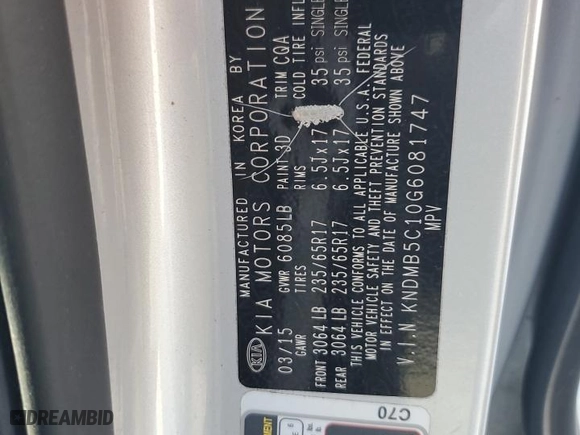 MANUFACTURED IN KOREA BY
KIA KIA MOTORS CORPORATION
03/15 GVWR 6085LB PAINT 3D TRIM CQA
GAWR TIRES RIMS COLD TIRE INFL
FRONT 3064 LB 235/65R17 6.5Jx17 35 psi SINGLE
REAR 3064 LB 235/65R17 6.5Jx17 35 psi SINGLE
THIS VEHICLE CONFORMS TO ALL APPLICABLE U.S.A. FEDERAL
MOTOR VEHICLE SAFETY AND THEFT PREVENTION STANDARDS
IN EFFECT ON THE DATE OF MANUFACTURE SHOWN ABOVE
V.I.N KNDMB5C10G6081747
MPV
C70
DREAMBID